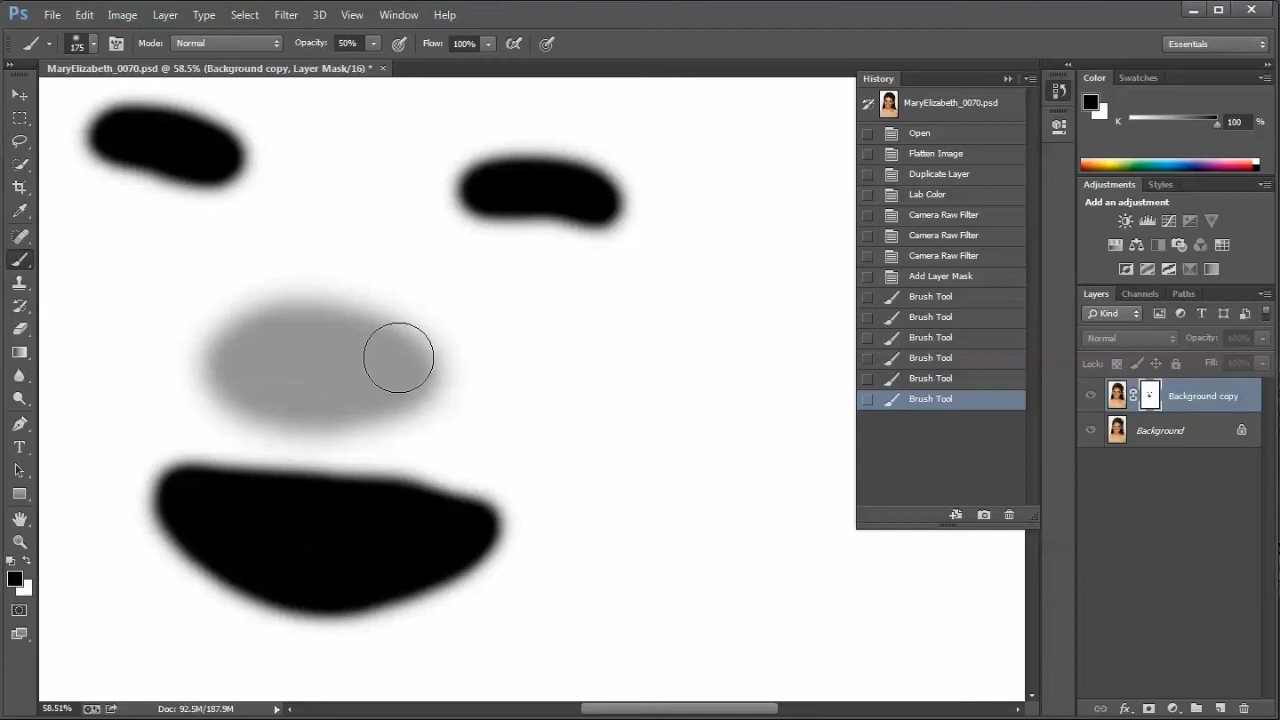 Ps File Edit Image Layer Type Select Filter 3D View Window Help
175 Mode: Normal Opacity: 50% Flow: 100% Essentials
MaryElizabeth_0070.psd @ 58.5% (Background copy, Layer Mask/16) * ×
History
MaryElizabeth_0070.psd
Open
Flatten Image
Duplicate Layer
Lab Color
Camera Raw Filter
Camera Raw Filter
Camera Raw Filter
Add Layer Mask
Brush Tool
Brush Tool
Brush Tool
Brush Tool
Brush Tool
Brush Tool
Color Swatches
K 100 %
Adjustments Styles
Add an adjustment
Layers Channels Paths
Kind
Normal Opacity: 100%
Lock: Fill: 100%
Background copy
Background
58.51% Doc: 92.5M/187.9M